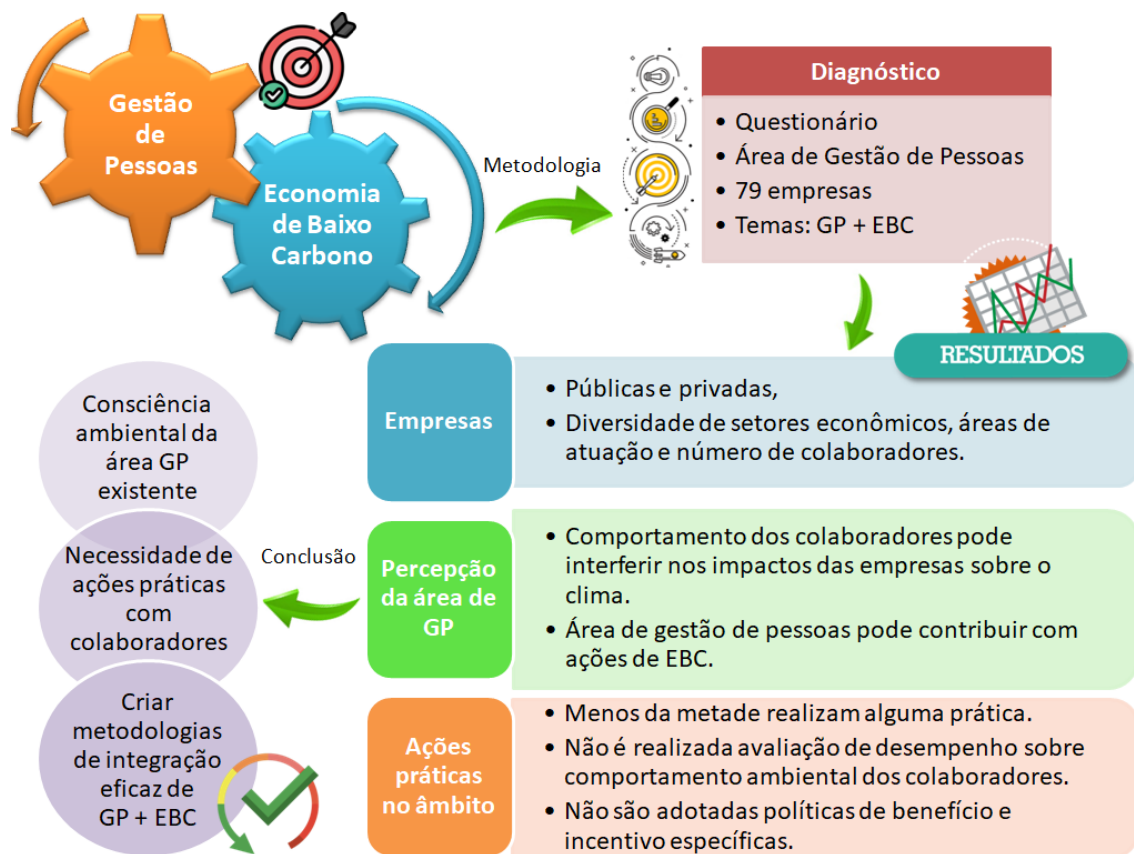 Gestão
de
Pessoas
Economia
de Baixo
Carbono
Metodologia
Diagnóstico
• Questionário
• Área de Gestão de Pessoas
• 79 empresas
• Temas: GP + EBC
RESULTADOS
Empresas
• Públicas e privadas,
• Diversidade de setores econômicos, áreas de
atuação e número de colaboradores.
Percepção
da área de
GP
• Comportamento dos colaboradores pode
interferir nos impactos das empresas sobre o
clima.
• Área de gestão de pessoas pode contribuir com
ações de EBC.
Ações
práticas
no âmbito
• Menos da metade realizam alguma prática.
• Não é realizada avaliação de desempenho sobre
comportamento ambiental dos colaboradores.
• Não são adotadas políticas de benefício e
incentivo específicas.
Conclusão
Consciência
ambiental da
área GP
existente
Necessidade de
ações práticas
com
colaboradores
Criar
metodologias
de integração
eficaz de
GP + EBC